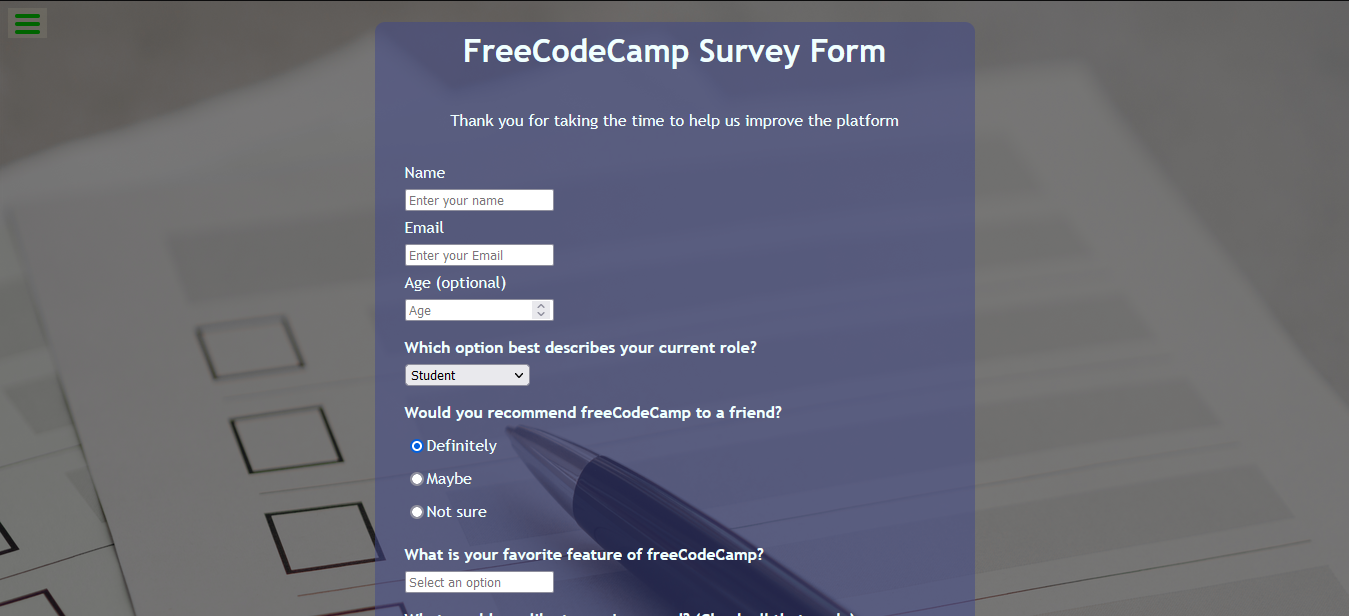 FreeCodeCamp Survey Form
Thank you for taking the time to help us improve the platform
Name
Enter your name
Email
Enter your Email
Age (optional)
Age
Which option best describes your current role?
Student
Would you recommend freeCodeCamp to a friend?
Definitely
Maybe
Not sure
What is your favorite feature of freeCodeCamp?
Select an option